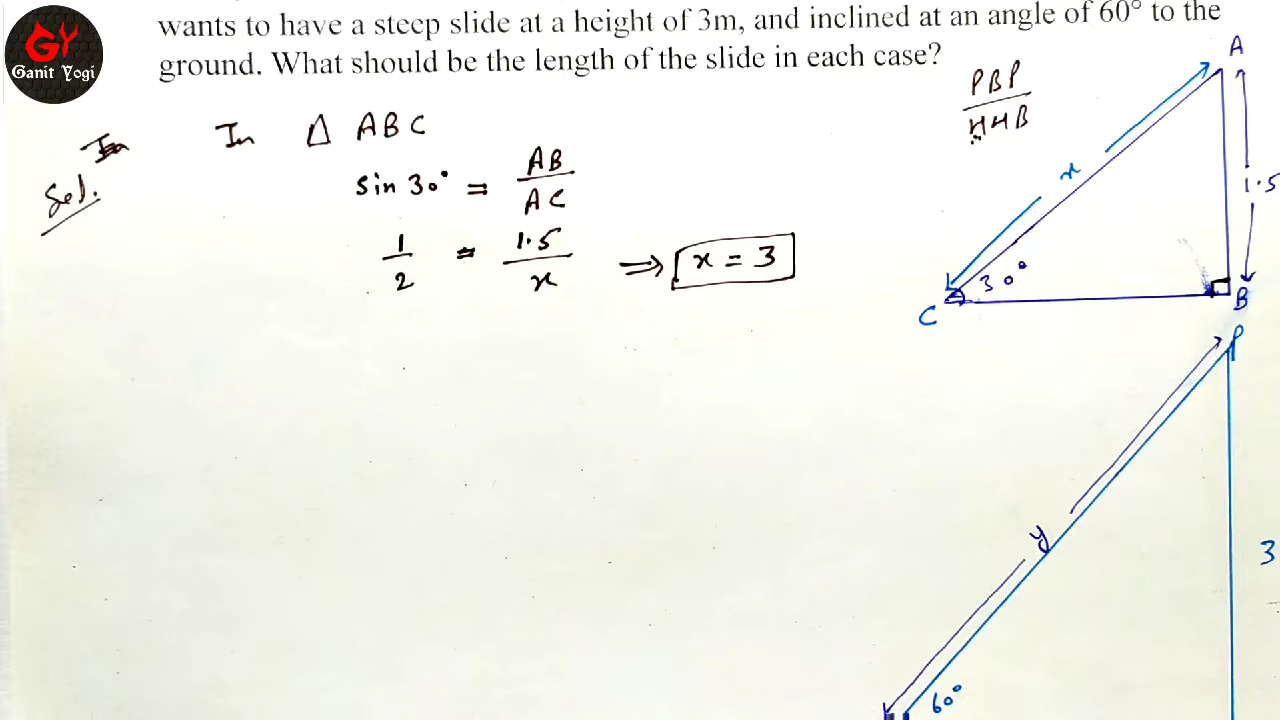 wants to have a steep slide at a height of 3m, and inclined at an angle of 60° to the
ground. What should be the length of the slide in each case?
GY
Ganit Yogi
PBP
HHB
In Δ ABC
Sol.
sin 30° = AB/AC
1/2 = 1.5/x ⇒ x = 3
A
x
1.5
30°
C
B
P
y
3
60°